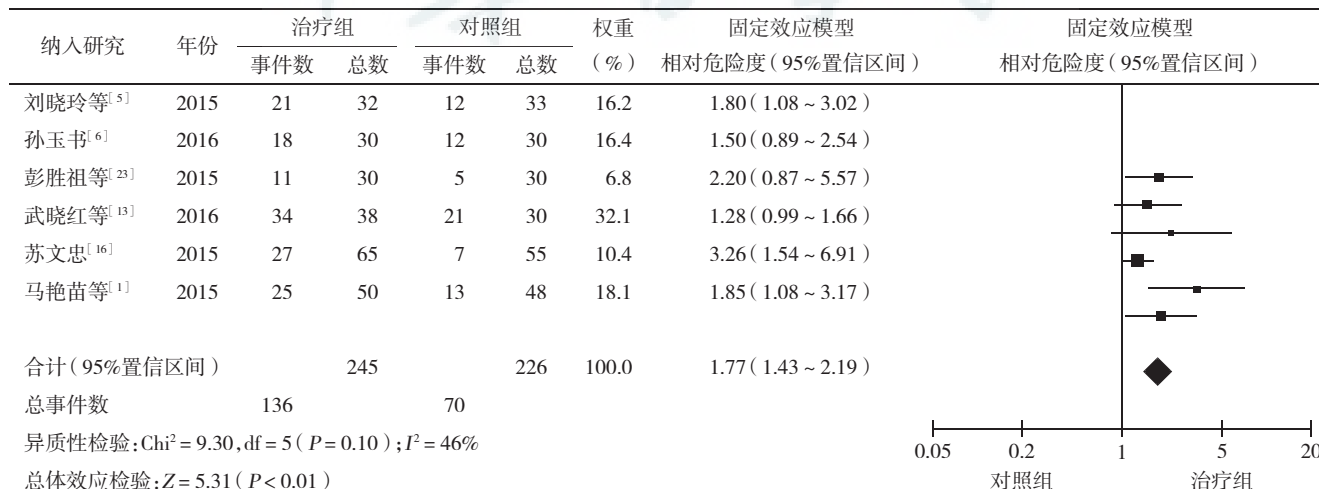 纳入研究 年份 治疗组 对照组 权重 固定效应模型 固定效应模型
事件数 总数 事件数 总数 (%) 相对危险度(95%置信区间) 相对危险度(95%置信区间)
刘晓玲等[5] 2015 21 32 12 33 16.2 1.80(1.08~3.02)
孙玉书[6] 2016 18 30 12 30 16.4 1.50(0.89~2.54)
彭胜祖等[23] 2015 11 30 5 30 6.8 2.20(0.87~5.57)
武晓红等[13] 2016 34 38 21 30 32.1 1.28(0.99~1.66)
苏文忠[16] 2015 27 65 7 55 10.4 3.26(1.54~6.91)
马艳苗等[1] 2015 25 50 13 48 18.1 1.85(1.08~3.17)
合计(95%置信区间) 245 226 100.0 1.77(1.43~2.19)
总事件数 136 70
异质性检验:Chi²=9.30,df=5(P=0.10);I²=46%
0.05 0.2 1 5 20
总体效应检验:Z=5.31(P<0.01) 对照组 治疗组